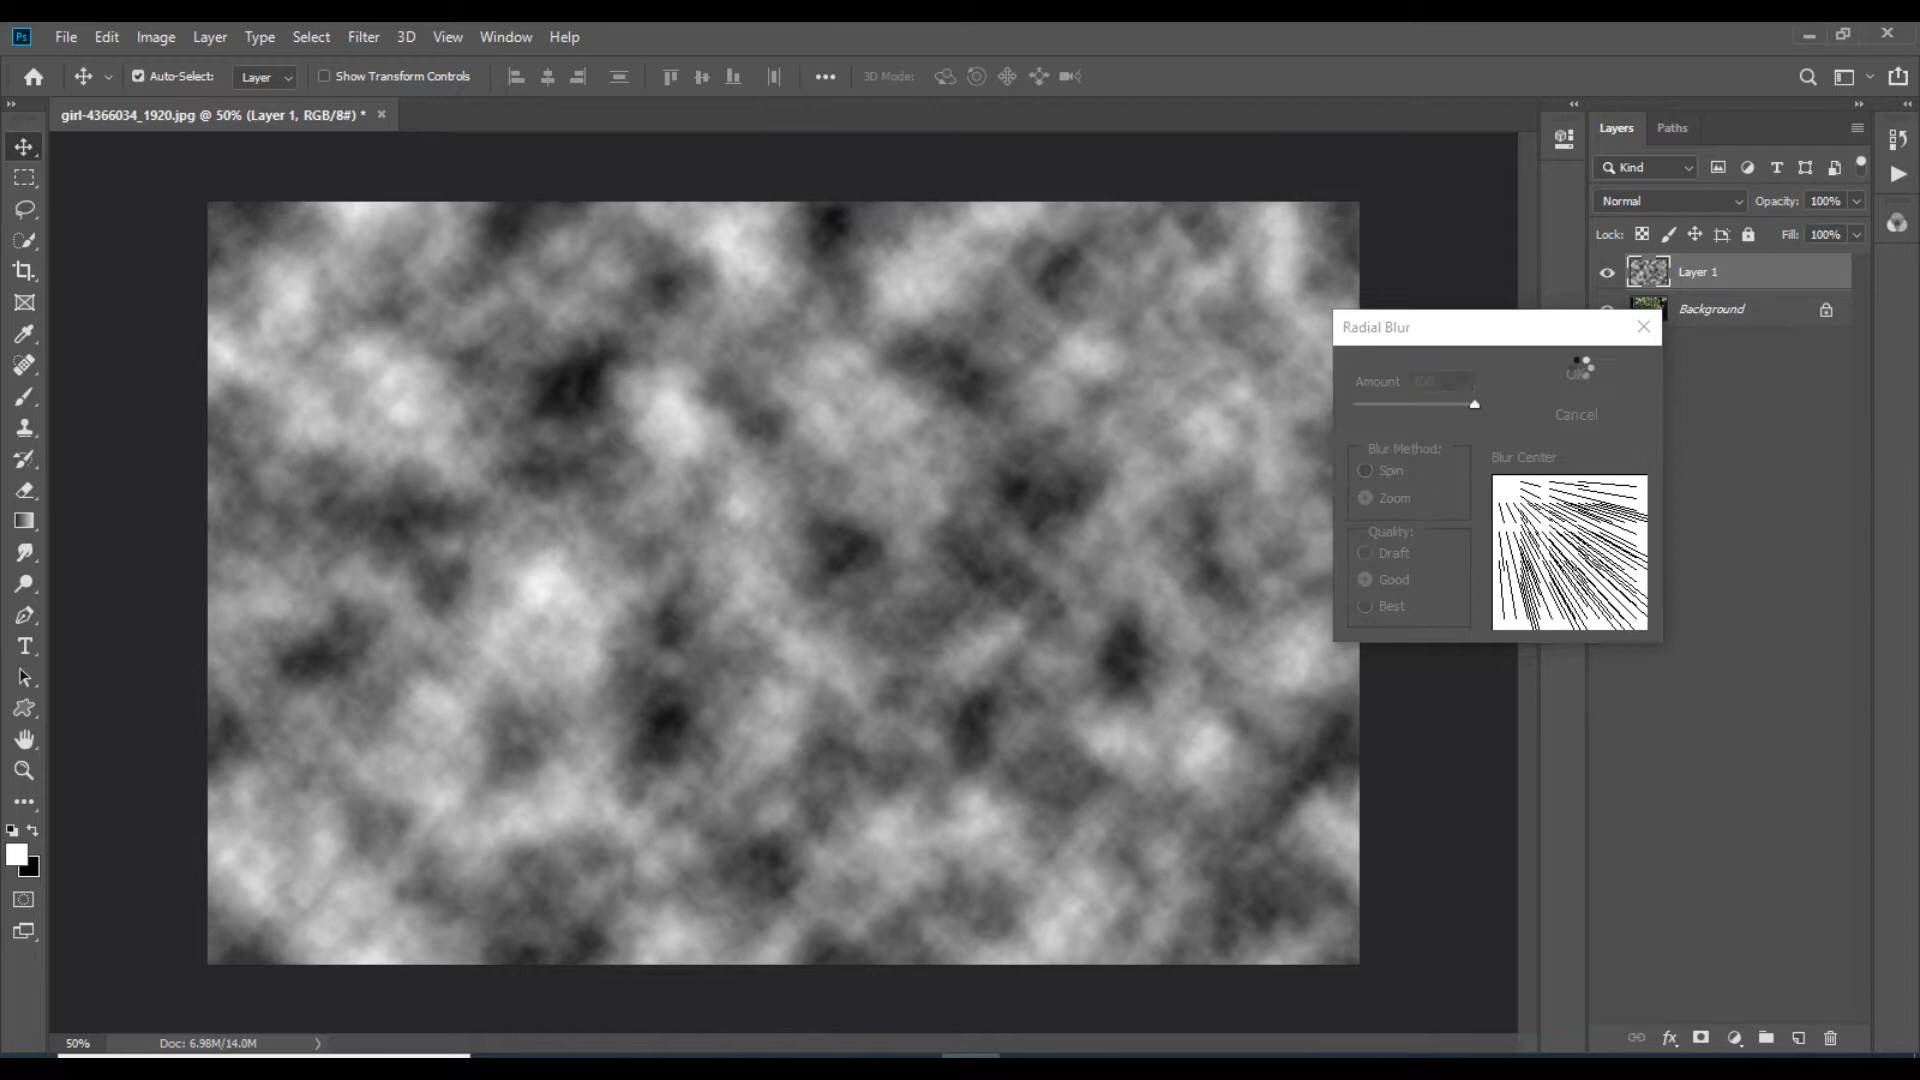 Ps File Edit Image Layer Type Select Filter 3D View Window Help
Auto-Select: Layer Show Transform Controls 3D Mode:
girl-4366034_1920.jpg @ 50% (Layer 1, RGB/8#) *
Layers Paths
Kind
Normal Opacity: 100%
Lock: Fill: 100%
Layer 1
Background
Radial Blur
Amount 100
OK
Cancel
Blur Method:
Spin
Zoom
Blur Center
Quality:
Draft
Good
Best
50% Doc: 6.98M/14.0M